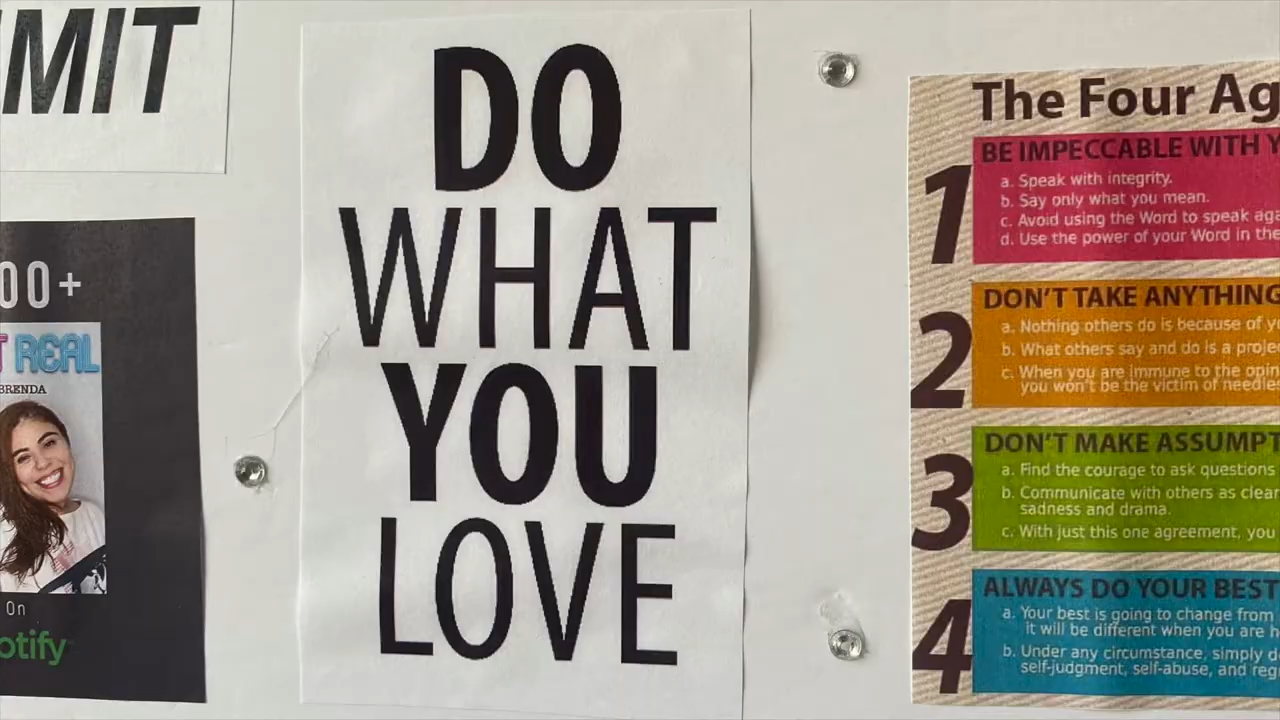 MIT
00+
T REAL
BRENDA
On
otify
DO
WHAT
YOU
LOVE
The Four Ag
1
BE IMPECCABLE WITH Y
a. Speak with integrity.
b. Say only what you mean.
c. Avoid using the Word to speak aga
d. Use the power of your Word in the
2
DON'T TAKE ANYTHING
a. Nothing others do is because of yo
b. What others say and do is a projec
c. When you are immune to the opin
you won't be the victim of needles
3
DON'T MAKE ASSUMPT
a. Find the courage to ask questions
b. Communicate with others as clear
sadness and drama.
c. With just this one agreement, you
4
ALWAYS DO YOUR BEST
a. Your best is going to change from
it will be different when you are h
b. Under any circumstance, simply do
self-judgment, self-abuse, and reg